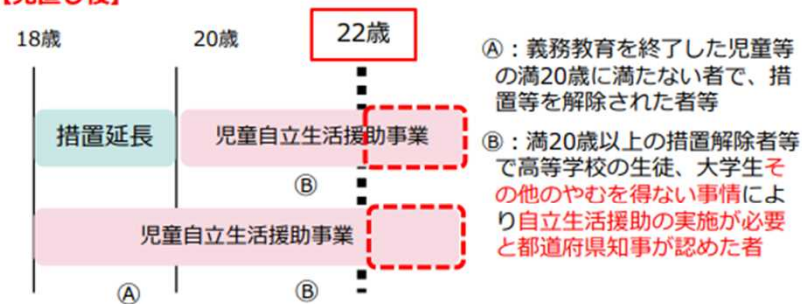 18歳
20歳
22歳
措置延長
児童自立生活援助事業
Ⓑ
児童自立生活援助事業
Ⓐ
Ⓑ
Ⓐ：義務教育を終了した児童等
の満20歳に満たない者で、措
置等を解除された者等
Ⓑ：満20歳以上の措置解除者等
で高等学校の生徒、大学生そ
の他のやむを得ない事情によ
り自立生活援助の実施が必要
と都道府県知事が認めた者